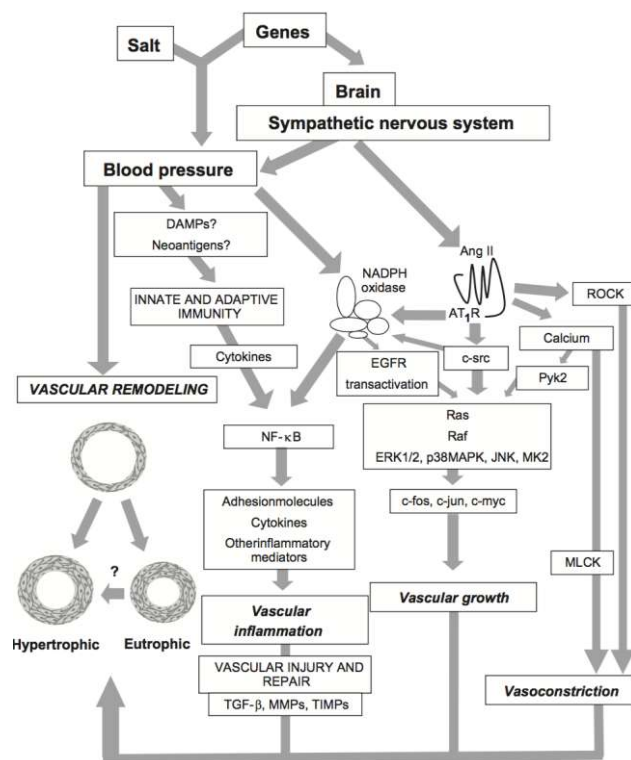 Salt
Genes
Brain
Sympathetic nervous system
Blood pressure
DAMPs?
Neoantigens?
Ang II
NADPH
oxidase
ROCK
AT1R
INNATE AND ADAPTIVE
IMMUNITY
Calcium
Cytokines
EGFR
transactivation
c-src
Pyk2
VASCULAR REMODELING
Ras
Raf
ERK1/2, p38MAPK, JNK, MK2
NF-κB
Adhesionmolecules
Cytokines
Otherinflammatory
mediators
c-fos, c-jun, c-myc
MLCK
?
Hypertrophic
Eutrophic
Vascular
inflammation
Vascular growth
VASCULAR INJURY AND
REPAIR
TGF-β, MMPs, TIMPs
Vasoconstriction